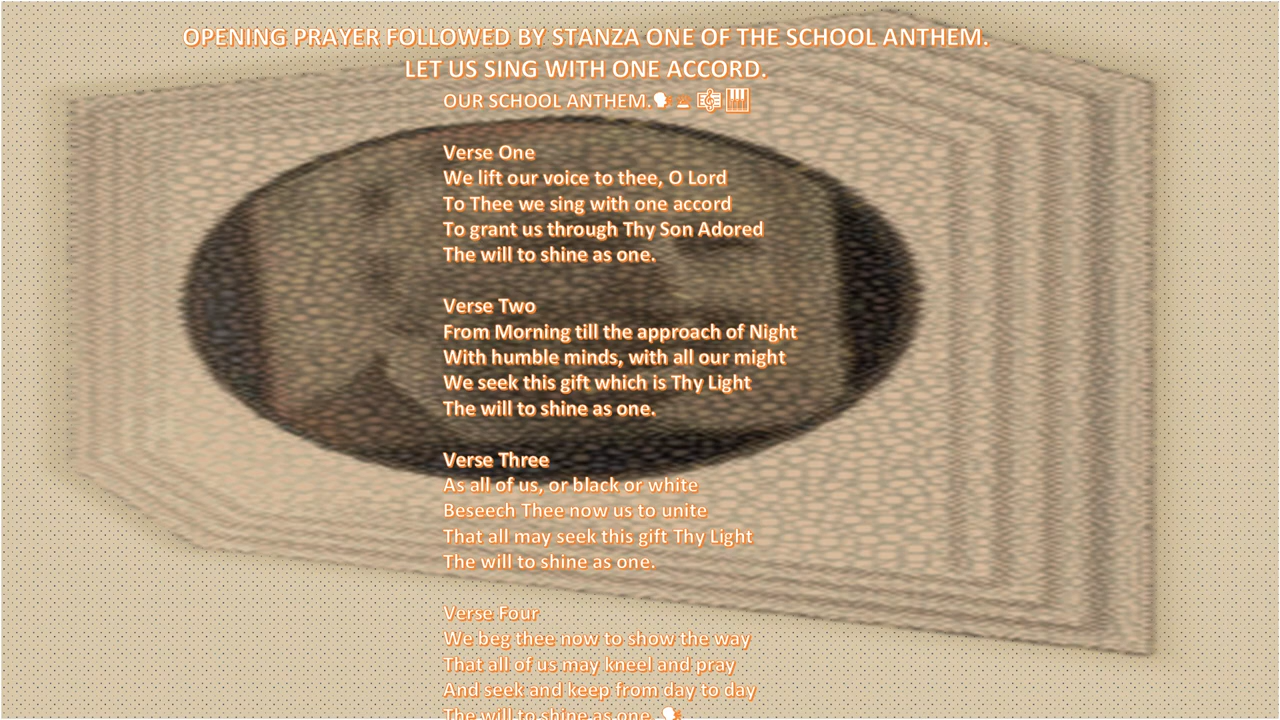 OPENING PRAYER FOLLOWED BY STANZA ONE OF THE SCHOOL ANTHEM.
LET US SING WITH ONE ACCORD.
OUR SCHOOL ANTHEM.🗣️🎼🎹
Verse One
We lift our voice to thee, O Lord
To Thee we sing with one accord
To grant us through Thy Son Adored
The will to shine as one.
Verse Two
From Morning till the approach of Night
With humble minds, with all our might
We seek this gift which is Thy Light
The will to shine as one.
Verse Three
As all of us, or black or white
Beseech Thee now us to unite
That all may seek this gift Thy Light
The will to shine as one.
Verse Four
We beg thee now to show the way
That all of us may kneel and pray
And seek and keep from day to day
The will to shine as one. 🗣️